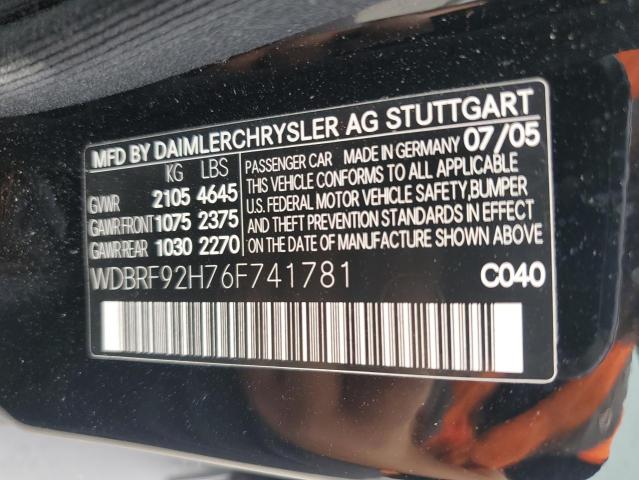 MFD BY DAIMLERCHRYSLER AG STUTTGART
KG LBS
GVWR 2105 4645
GAWR FRONT 1075 2375
GAWR REAR 1030 2270
PASSENGER CAR MADE IN GERMANY 07/05
THIS VEHICLE CONFORMS TO ALL APPLICABLE
U.S. FEDERAL MOTOR VEHICLE SAFETY, BUMPER
AND THEFT PREVENTION STANDARDS IN EFFECT
ON THE DATE OF MANUFACTURE SHOWN ABOVE.
WDBRF92H76F741781 C040